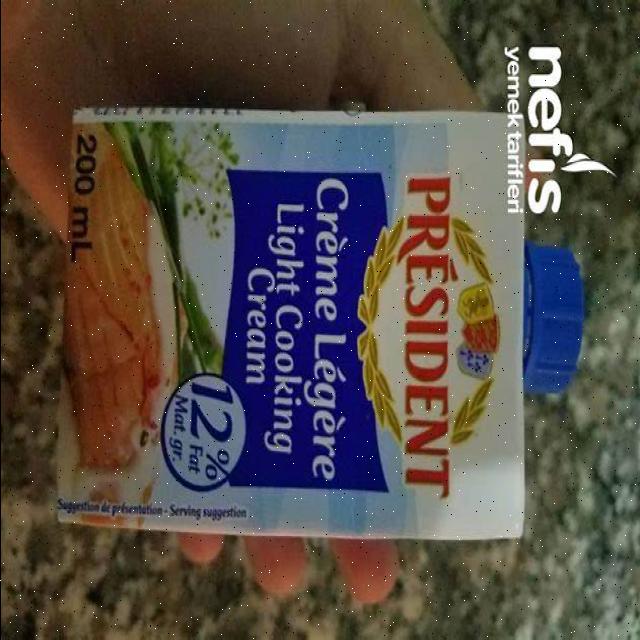 nefis
yemek tarifleri
PRÉSIDENT
Crème Légère
Light Cooking
Cream
12%
Mat. gr. Fat
200 mL
Suggestion de présentation - Serving suggestion